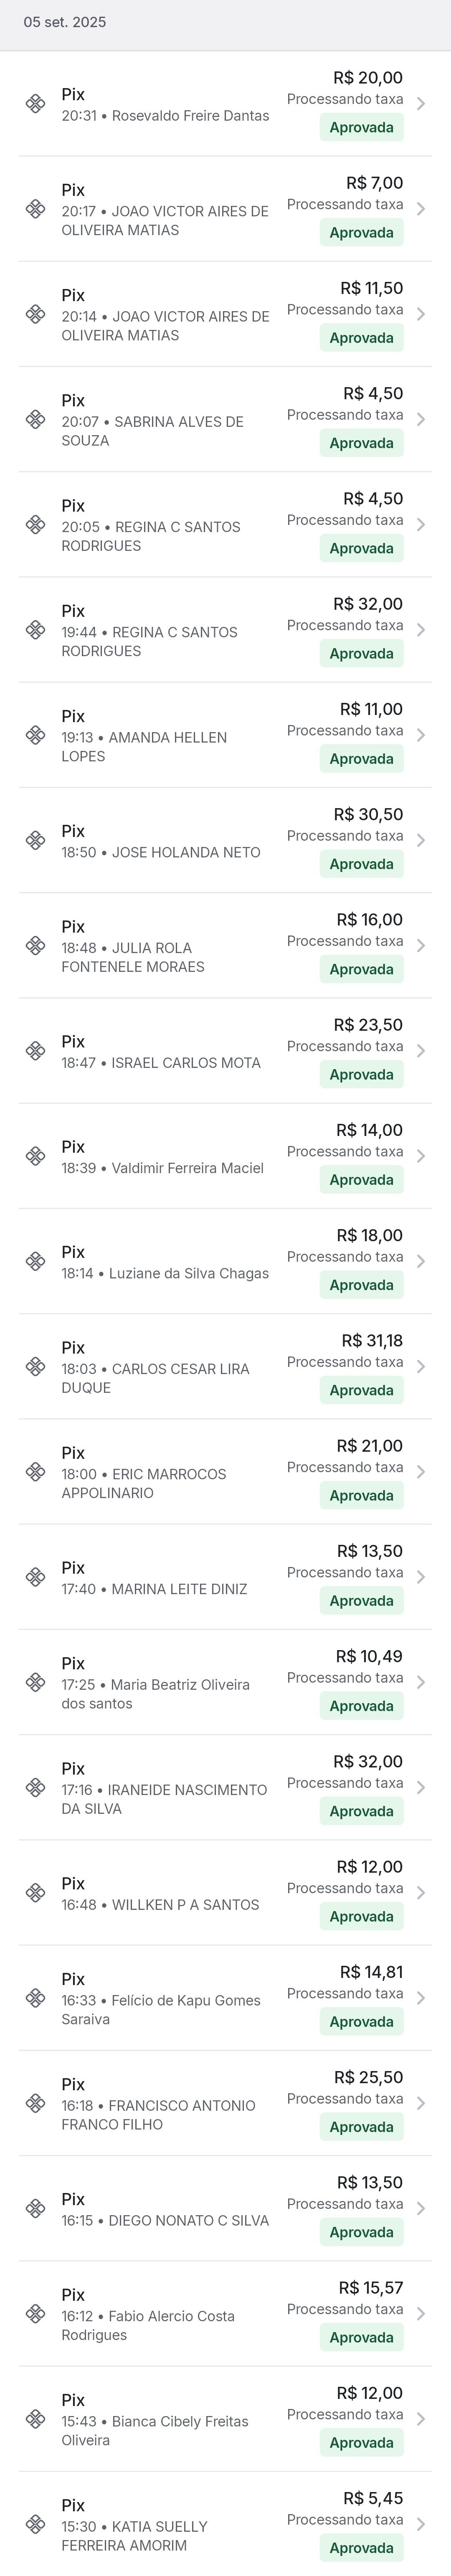 05 set. 2025
Pix
20:31 • Rosevaldo Freire Dantas
R$ 20,00
Processando taxa
Aprovada
Pix
20:17 • JOAO VICTOR AIRES DE
OLIVEIRA MATIAS
R$ 7,00
Processando taxa
Aprovada
Pix
20:14 • JOAO VICTOR AIRES DE
OLIVEIRA MATIAS
R$ 11,50
Processando taxa
Aprovada
Pix
20:07 • SABRINA ALVES DE
SOUZA
R$ 4,50
Processando taxa
Aprovada
Pix
20:05 • REGINA C SANTOS
RODRIGUES
R$ 4,50
Processando taxa
Aprovada
Pix
19:44 • REGINA C SANTOS
RODRIGUES
R$ 32,00
Processando taxa
Aprovada
Pix
19:13 • AMANDA HELLEN
LOPES
R$ 11,00
Processando taxa
Aprovada
Pix
18:50 • JOSE HOLANDA NETO
R$ 30,50
Processando taxa
Aprovada
Pix
18:48 • JULIA ROLA
FONTENELE MORAES
R$ 16,00
Processando taxa
Aprovada
Pix
18:47 • ISRAEL CARLOS MOTA
R$ 23,50
Processando taxa
Aprovada
Pix
18:39 • Valdimir Ferreira Maciel
R$ 14,00
Processando taxa
Aprovada
Pix
18:14 • Luziane da Silva Chagas
R$ 18,00
Processando taxa
Aprovada
Pix
18:03 • CARLOS CESAR LIRA
DUQUE
R$ 31,18
Processando taxa
Aprovada
Pix
18:00 • ERIC MARROCOS
APPOLINARIO
R$ 21,00
Processando taxa
Aprovada
Pix
17:40 • MARINA LEITE DINIZ
R$ 13,50
Processando taxa
Aprovada
Pix
17:25 • Maria Beatriz Oliveira
dos santos
R$ 10,49
Processando taxa
Aprovada
Pix
17:16 • IRANEIDE NASCIMENTO
DA SILVA
R$ 32,00
Processando taxa
Aprovada
Pix
16:48 • WILLKEN P A SANTOS
R$ 12,00
Processando taxa
Aprovada
Pix
16:33 • Felício de Kapu Gomes
Saraiva
R$ 14,81
Processando taxa
Aprovada
Pix
16:18 • FRANCISCO ANTONIO
FRANCO FILHO
R$ 25,50
Processando taxa
Aprovada
Pix
16:15 • DIEGO NONATO C SILVA
R$ 13,50
Processando taxa
Aprovada
Pix
16:12 • Fabio Alercio Costa
Rodrigues
R$ 15,57
Processando taxa
Aprovada
Pix
15:43 • Bianca Cibely Freitas
Oliveira
R$ 12,00
Processando taxa
Aprovada
Pix
15:30 • KATIA SUELLY
FERREIRA AMORIM
R$ 5,45
Processando taxa
Aprovada